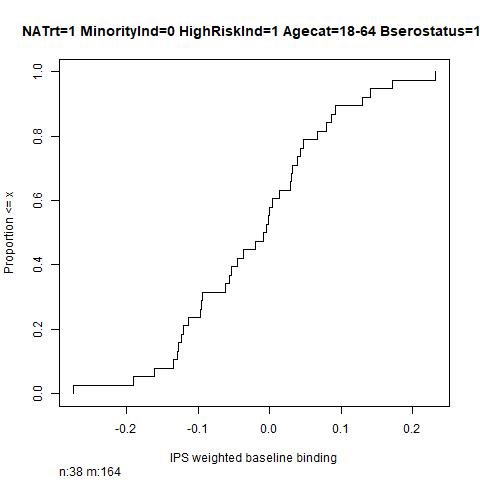 NATrt=1 MinorityInd=0 HighRiskInd=1 Agecat=18-64 Bserostatus=1
Proportion <= x
0.0 0.2 0.4 0.6 0.8 1.0
-0.2 -0.1 0.0 0.1 0.2
IPS weighted baseline binding
n:38 m:164